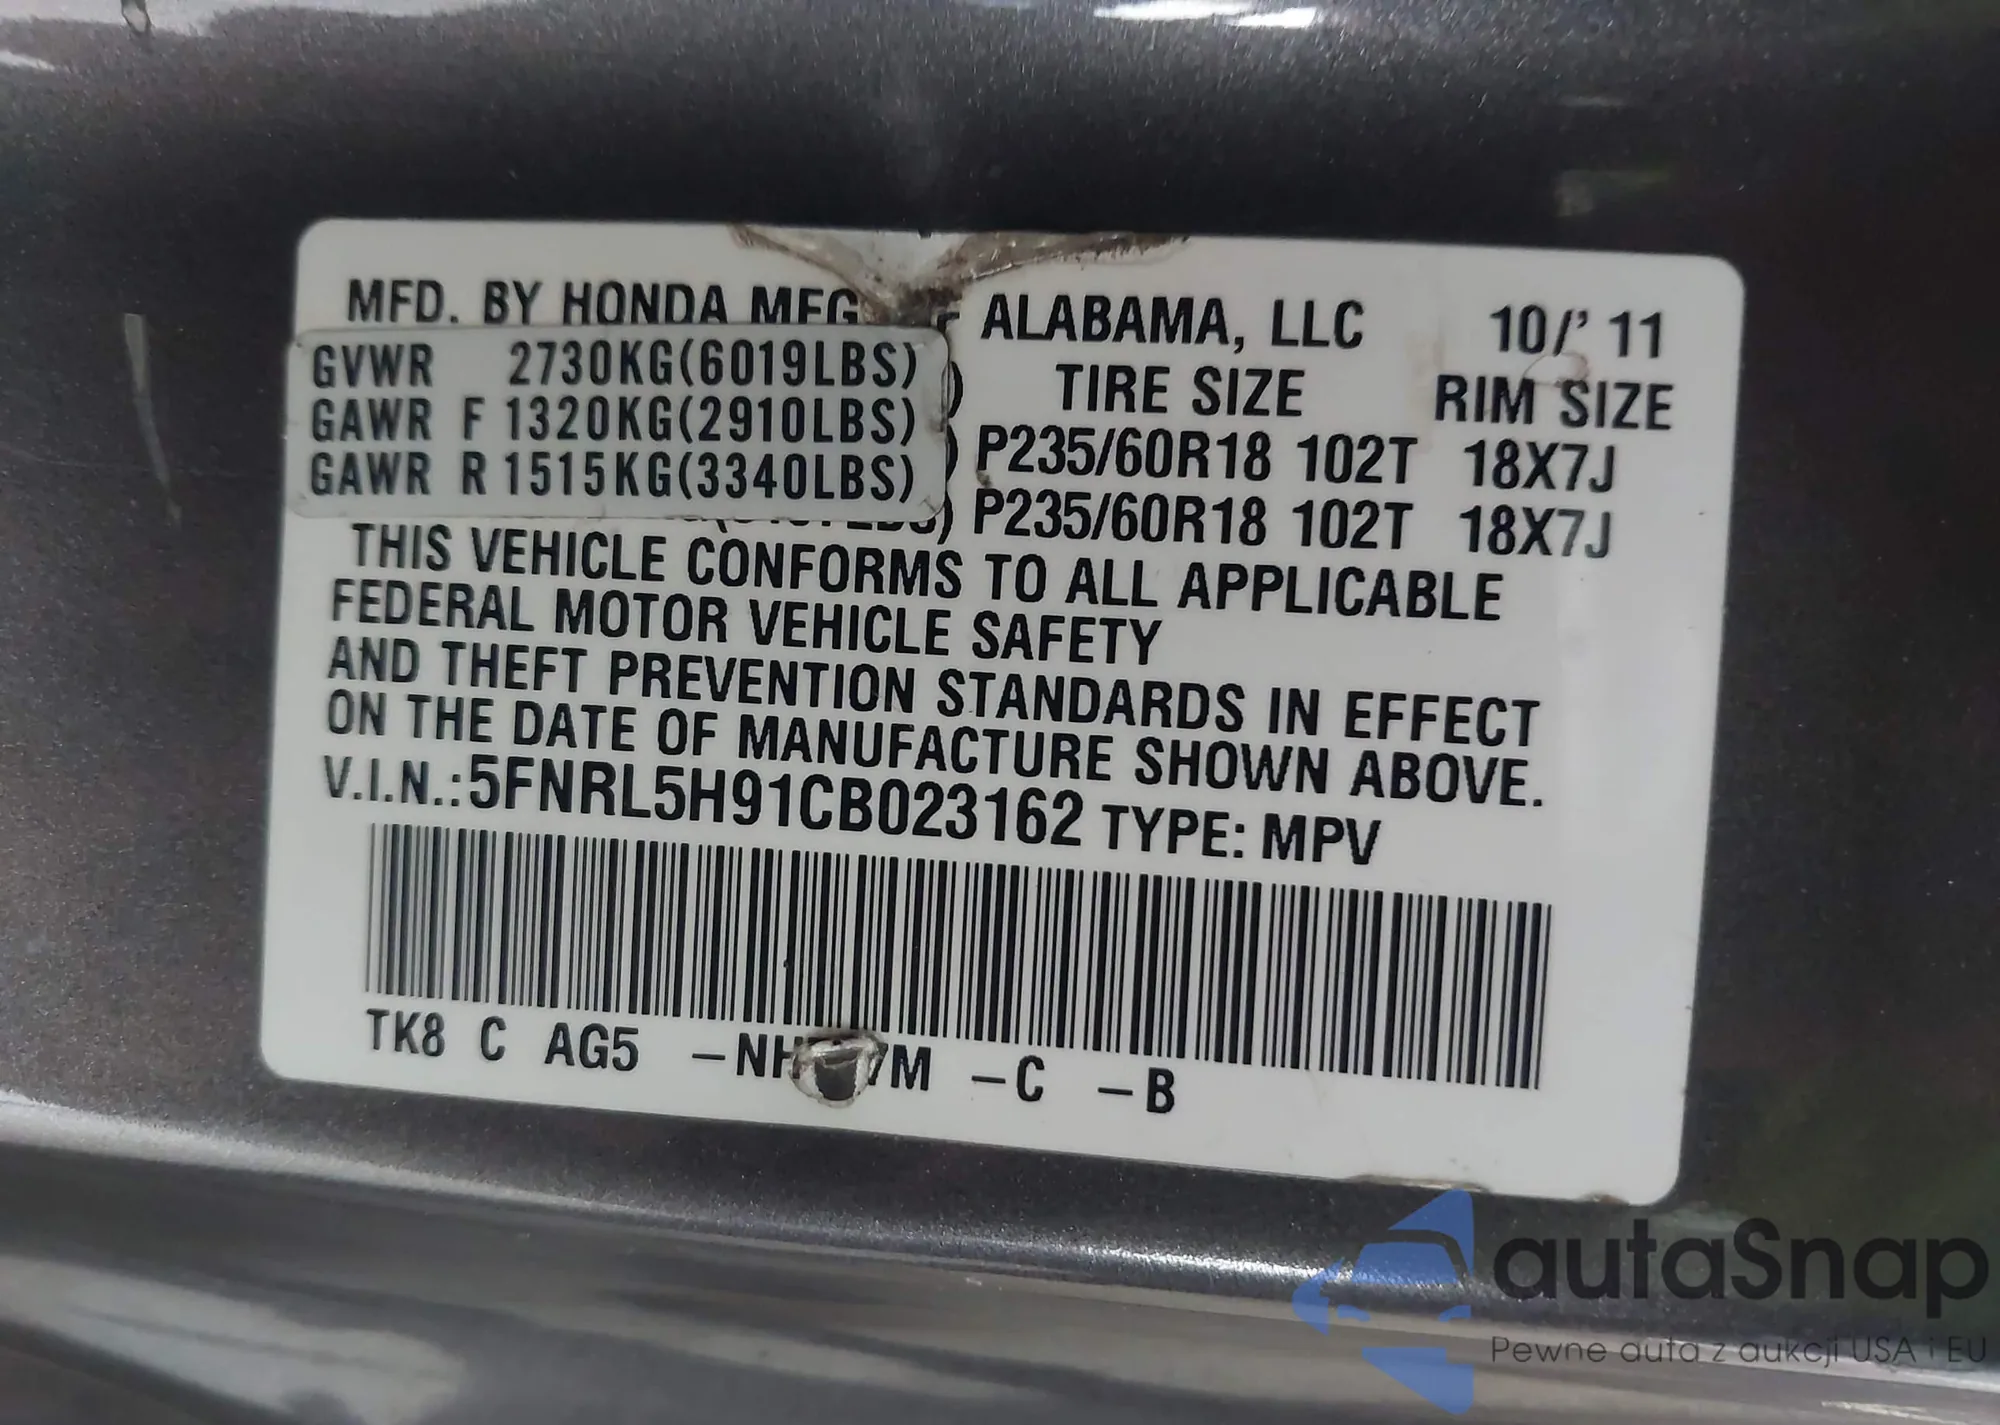 MFD. BY HONDA MFG ALABAMA, LLC 10/' 11
TIRE SIZE RIM SIZE
GVWR 2730KG(6019LBS)
GAWR F 1320KG(2910LBS) P235/60R18 102T 18X7J
GAWR R 1515KG(3340LBS) P235/60R18 102T 18X7J
THIS VEHICLE CONFORMS TO ALL APPLICABLE
FEDERAL MOTOR VEHICLE SAFETY
AND THEFT PREVENTION STANDARDS IN EFFECT
ON THE DATE OF MANUFACTURE SHOWN ABOVE.
V.I.N.:5FNRL5H91CB023162 TYPE: MPV
TK8 C AG5 -C -B
autaSnap
Pewne auta z aukcji USA i EU